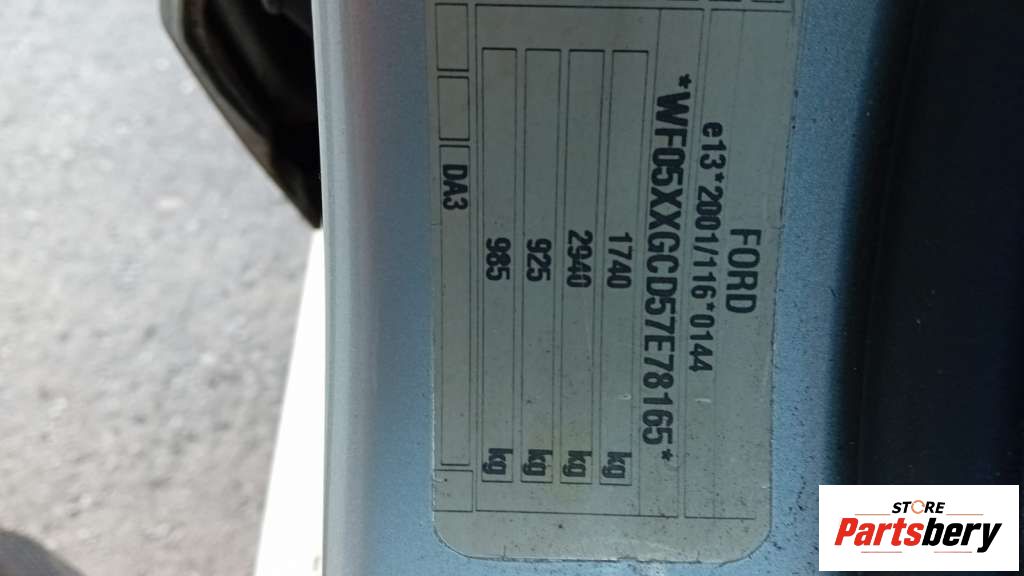 FORD
e13*2001/116*0144
*WF05XXGCD57E78165*
1740 kg
2940 kg
925 kg
985 kg
DA3
STORE
Partsbery